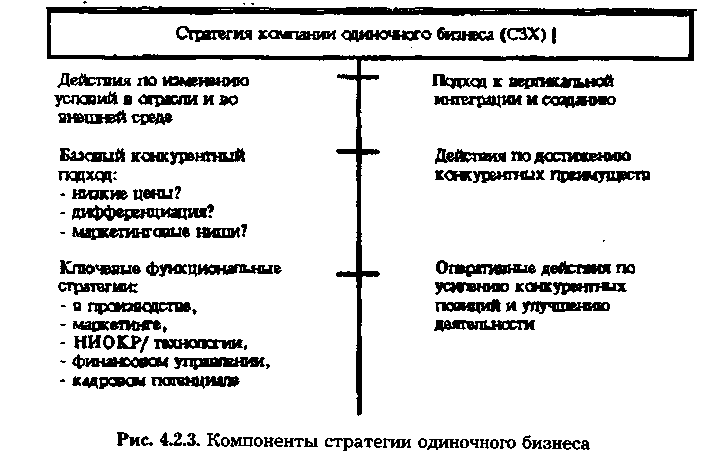 Стратегия компании одиночного бизнеса (СЗХ)
Действия по изменению
условий в отрасли и во
внешней среде
Базовый конкурентный
подход:
- низкие цены?
- дифференциация?
- маркетинговые ниши?
Ключевые функциональные
стратегии:
- в производстве,
- маркетинге,
- НИОКР/ технологии,
- финансовом управлении,
- кадровом потенциале
Подход к вертикальной
интеграции и созданию
Действия по достижению
конкурентных преимуществ
Оперативные действия по
усилению конкурентных
позиций и улучшению
деятельности
Рис. 4.2.3. Компоненты стратегии одиночного бизнеса